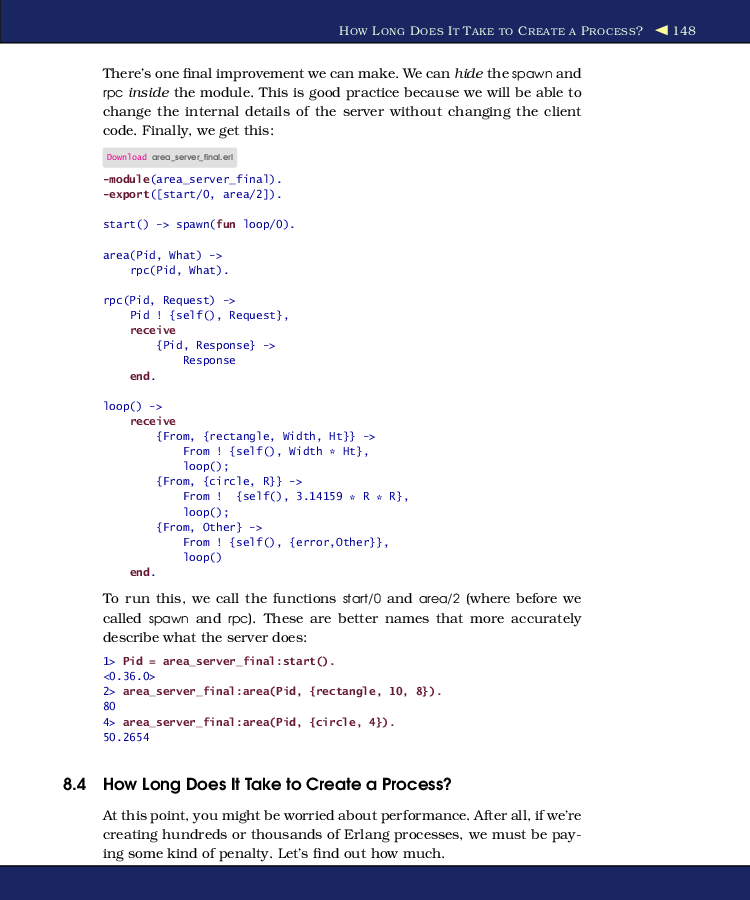 How Long Does It Take to Create a Process? ◀ 148
There's one final improvement we can make. We can hide the spawn and
rpc inside the module. This is good practice because we will be able to
change the internal details of the server without changing the client
code. Finally, we get this:
Download area_server_final.erl
-module(area_server_final).
-export([start/0, area/2]).
start() -> spawn(fun loop/0).
area(Pid, What) ->
    rpc(Pid, What).
rpc(Pid, Request) ->
    Pid ! {self(), Request},
    receive
        {Pid, Response} ->
            Response
    end.
loop() ->
    receive
        {From, {rectangle, Width, Ht}} ->
            From ! {self(), Width * Ht},
            loop();
        {From, {circle, R}} ->
            From !  {self(), 3.14159 * R * R},
            loop();
        {From, Other} ->
            From ! {self(), {error,Other}},
            loop()
    end.
To run this, we call the functions start/0 and area/2 (where before we
called spawn and rpc). These are better names that more accurately
describe what the server does:
1> Pid = area_server_final:start().
<0.36.0>
2> area_server_final:area(Pid, {rectangle, 10, 8}).
80
4> area_server_final:area(Pid, {circle, 4}).
50.2654
8.4 How Long Does It Take to Create a Process?
At this point, you might be worried about performance. After all, if we're
creating hundreds or thousands of Erlang processes, we must be pay-
ing some kind of penalty. Let's find out how much.